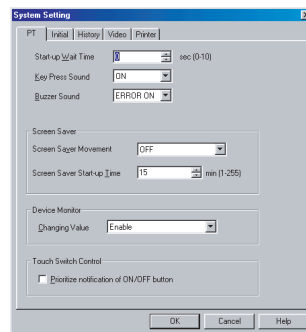 System Setting
PT Initial History Video Printer
Start-up Wait Time 0 sec (0-10)
Key Press Sound ON
Buzzer Sound ERROR ON
Screen Saver
Screen Saver Movement OFF
Screen Saver Start-up Time 15 min (1-255)
Device Monitor
Changing Value Enable
Touch Switch Control
Prioritize notification of ON/OFF button
OK Cancel Help